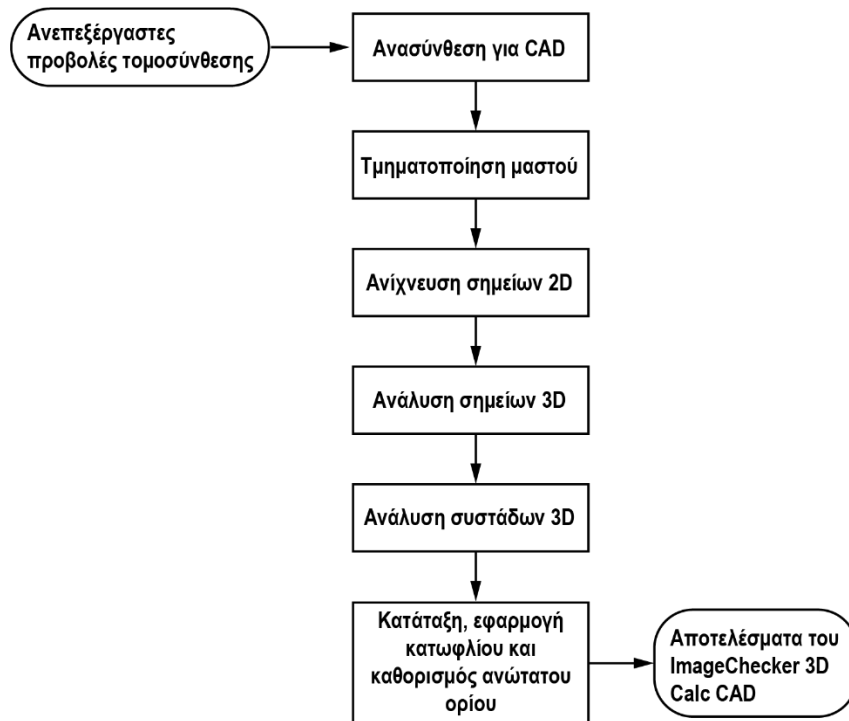 Ανεπεξέργαστες
προβολές τομοσύνθεσης
Ανασύνθεση για CAD
Τμηματοποίηση μαστού
Ανίχνευση σημείων 2D
Ανάλυση σημείων 3D
Ανάλυση συστάδων 3D
Κατάταξη, εφαρμογή
κατωφλίου και
καθορισμός ανώτατου
ορίου
Αποτελέσματα του
ImageChecker 3D
Calc CAD